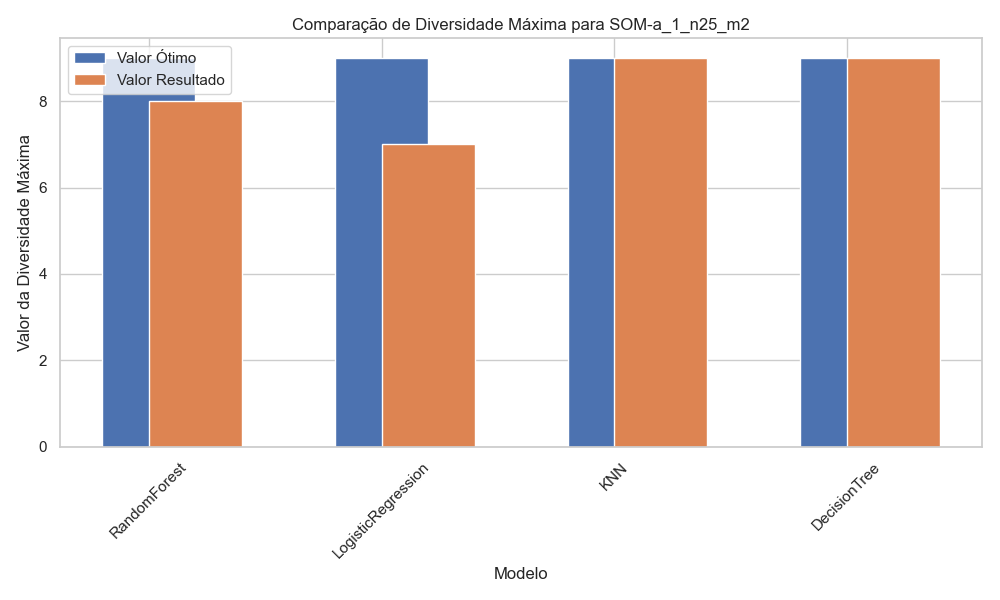 Comparação de Diversidade Máxima para SOM-a_1_n25_m2
Valor Ótimo
Valor Resultado
Valor da Diversidade Máxima
8
6
4
2
0
RandomForest
LogisticRegression
KNN
DecisionTree
Modelo